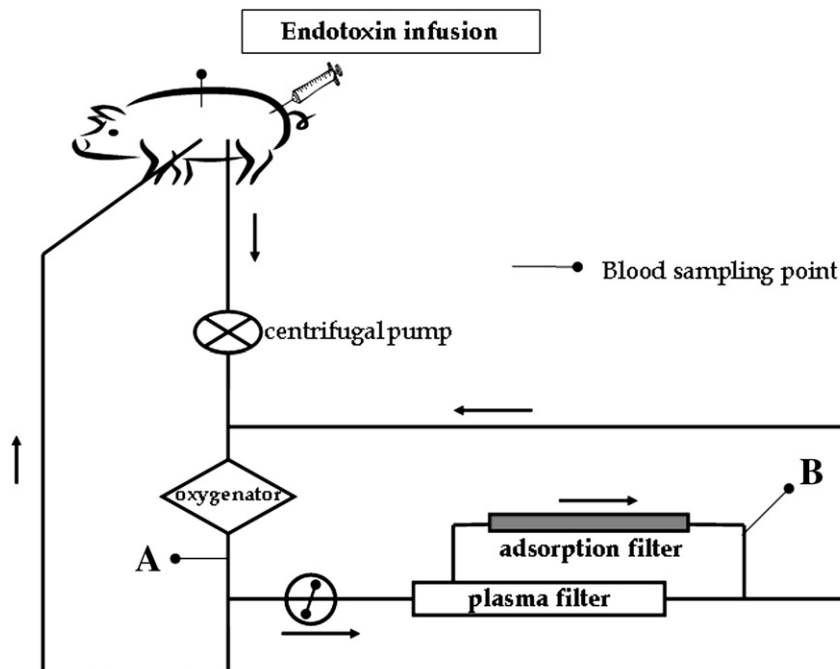 Endotoxin infusion
Blood sampling point
centrifugal pump
B
oxygenator
adsorption filter
A
plasma filter